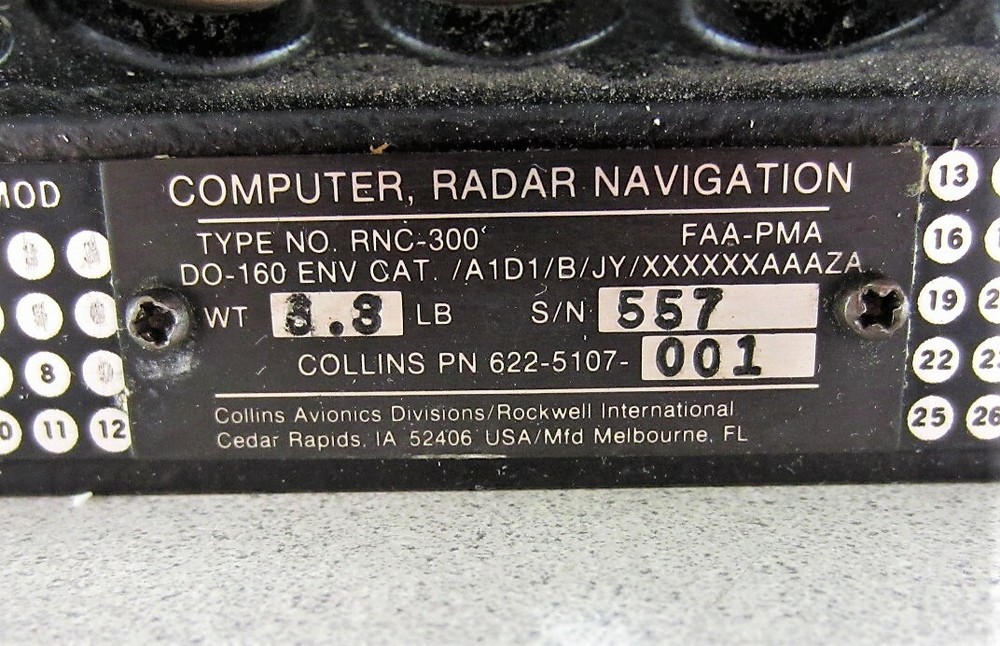 MOD
COMPUTER, RADAR NAVIGATION
TYPE NO. RNC-300
FAA-PMA
DO-160 ENV CAT. /A1D1/B/JY/XXXXXXAAAZA
WT LB S/N 557
COLLINS PN 622-5107-001
Collins Avionics Divisions/Rockwell International
Cedar Rapids, IA 52406 USA/Mfd Melbourne, FL
8
11 12
13
16
19
22
25 26